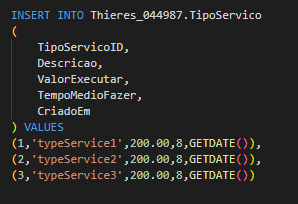 INSERT INTO Thieres_044987.TipoServico
(
    TipoServicoID,
    Descricao,
    ValorExecutar,
    TempoMedioFazer,
    CriadoEm
) VALUES
(1,'typeService1',200.00,8,GETDATE()),
(2,'typeService2',200.00,8,GETDATE()),
(3,'typeService3',200.00,8,GETDATE())